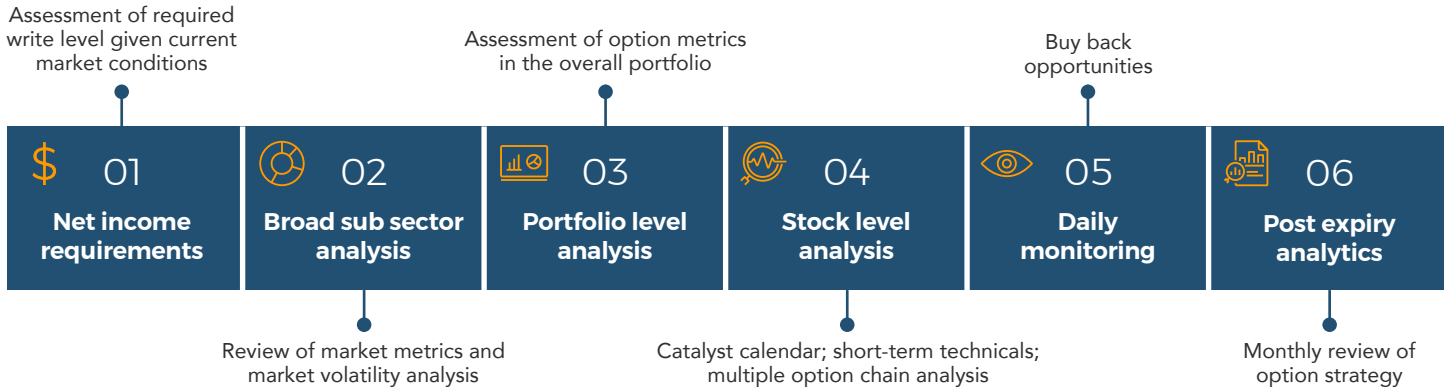 Assessment of required
write level given current
market conditions
Assessment of option metrics
in the overall portfolio
Buy back
opportunities
$ 01
Net income
requirements
02
Broad sub sector
analysis
03
Portfolio level
analysis
04
Stock level
analysis
05
Daily
monitoring
06
Post expiry
analytics
Review of market metrics and
market volatility analysis
Catalyst calendar; short-term technicals;
multiple option chain analysis
Monthly review of
option strategy